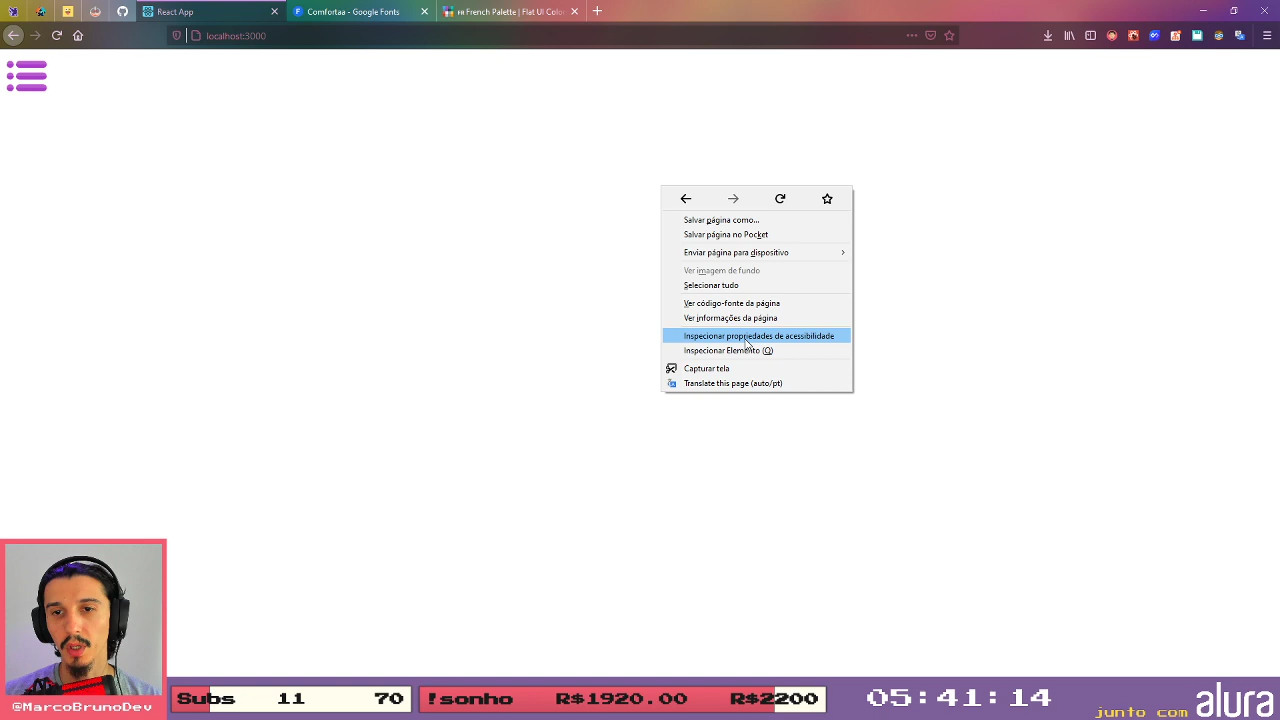 React App
Comfortaa - Google Fonts
FR French Palette | Flat UI Color
localhost:3000
Salvar página como...
Salvar página no Pocket
Enviar página para dispositivo
Ver imagem de fundo
Selecionar tudo
Ver código-fonte da página
Ver informações da página
Inspecionar propriedades de acessibilidade
Inspecionar Elemento (Q)
Capturar tela
Translate this page (auto/pt)
@MarcoBrunoDev
Subs 11 70
!sonho R$1920.00 R$2200
05:41:14
junto com alura